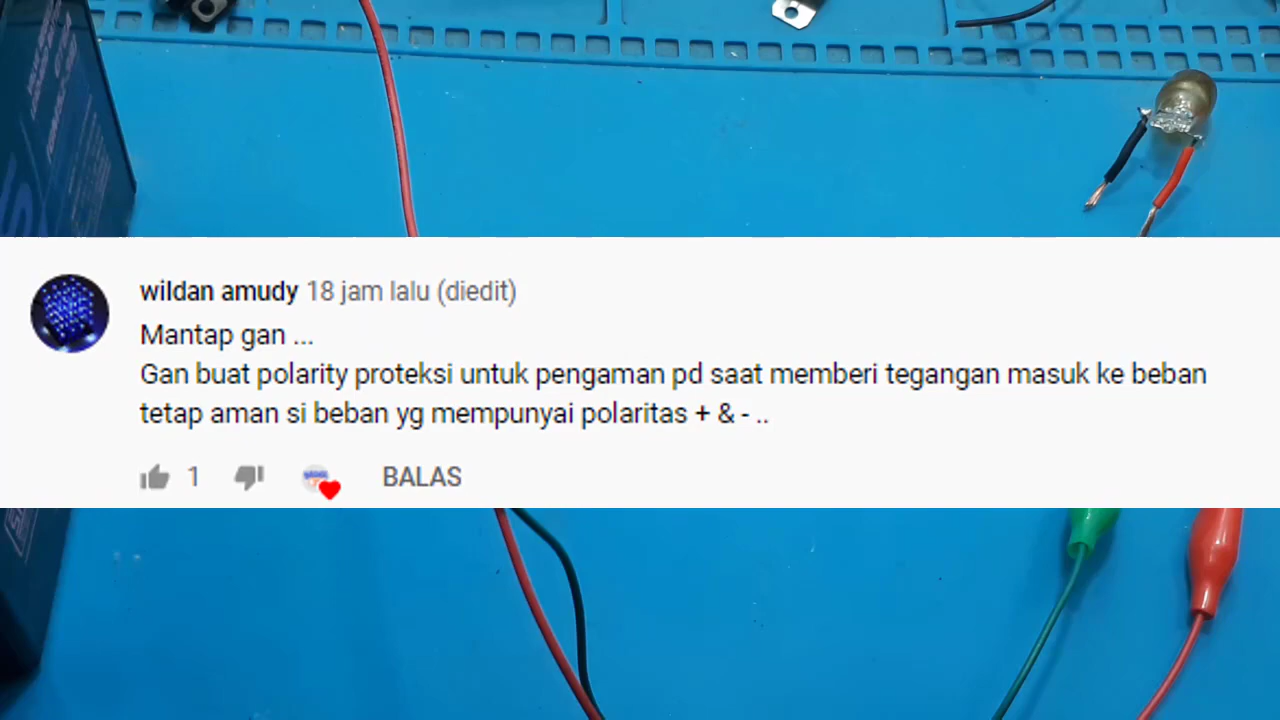 wildan amudy 18 jam lalu (diedit)
Mantap gan ...
Gan buat polarity proteksi untuk pengaman pd saat memberi tegangan masuk ke beban
tetap aman si beban yg mempunyai polaritas + & - ..
1 BALAS